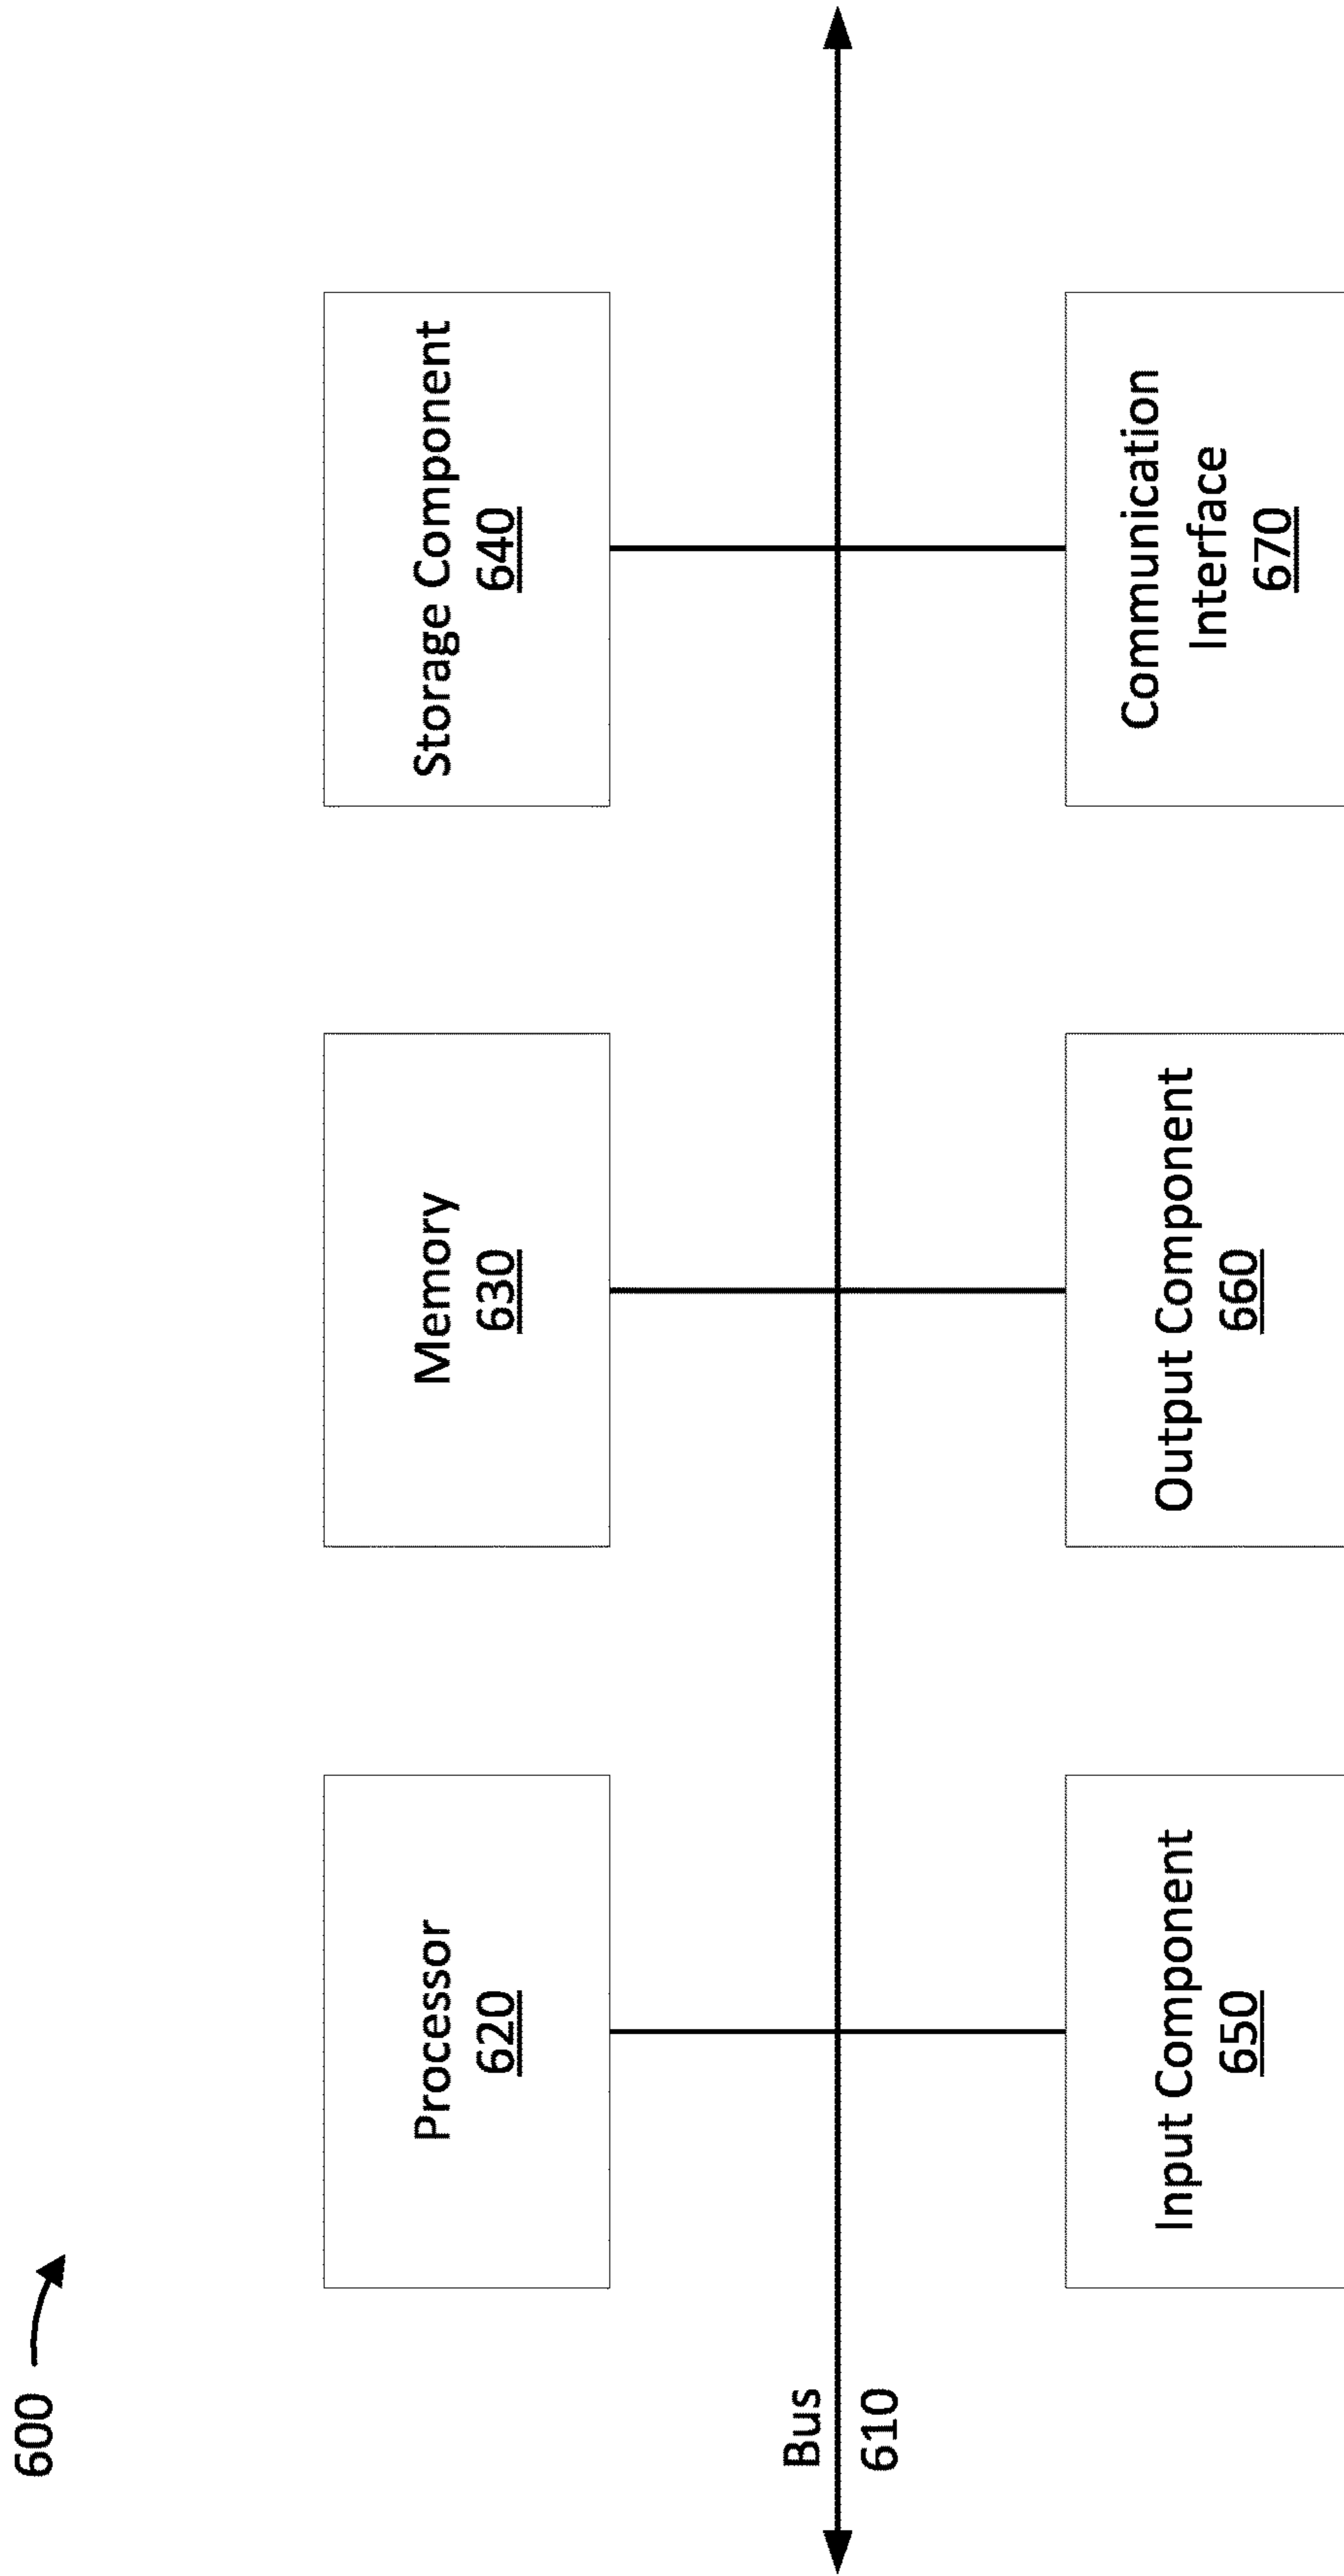 600
Processor
620
Memory
630
Storage Component
640
Bus
610
Input Component
650
Output Component
660
Communication
Interface
670